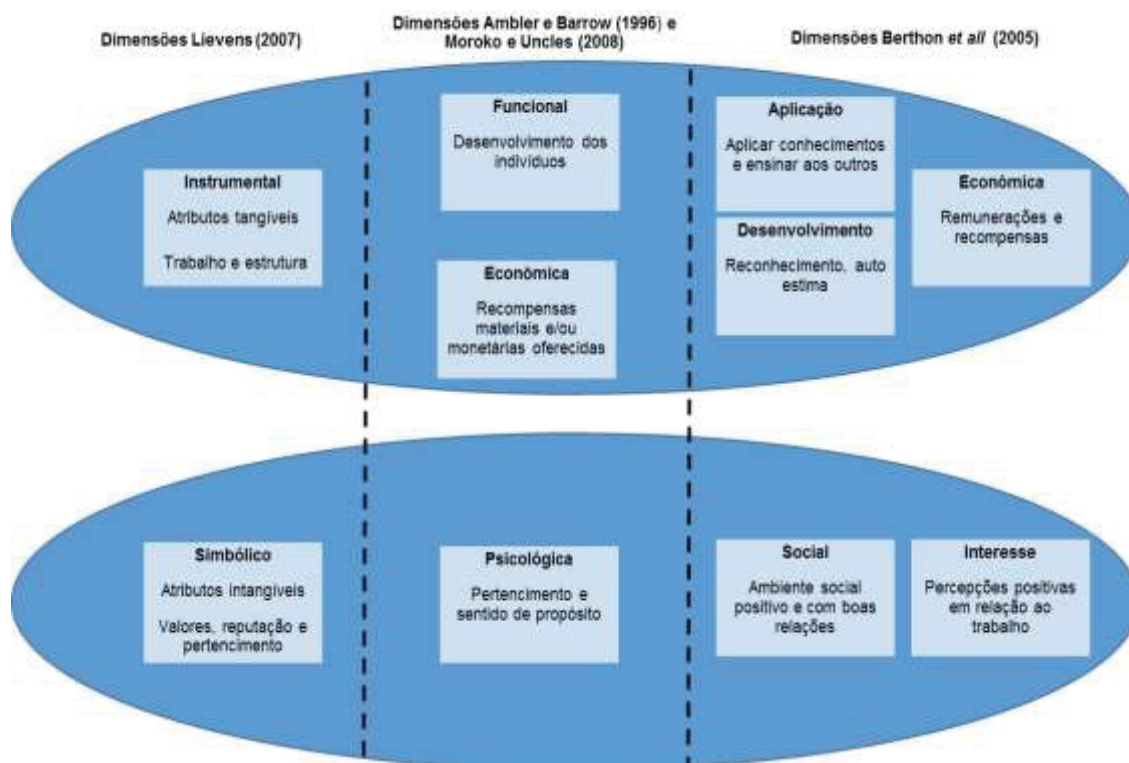 Dimensões Lievens (2007)
Dimensões Ambler e Barrow (1996) e
Moroko e Uncles (2008)
Dimensões Berthon et all (2005)
Instrumental
Atributos tangíveis
Trabalho e estrutura
Funcional
Desenvolvimento dos
indivíduos
Econômica
Recompensas
materiais e/ou
monetárias oferecidas
Aplicação
Aplicar conhecimentos
e ensinar aos outros
Desenvolvimento
Reconhecimento, auto
estima
Econômica
Remunerações e
recompensas
Simbólico
Atributos intangíveis
Valores, reputação e
pertencimento
Psicológica
Pertencimento e
sentido de propósito
Social
Ambiente social
positivo e com boas
relações
Interesse
Percepções positivas
em relação ao
trabalho